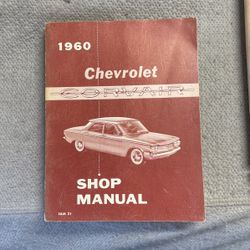 1960
Chevrolet
CORVAIR
SHOP
MANUAL